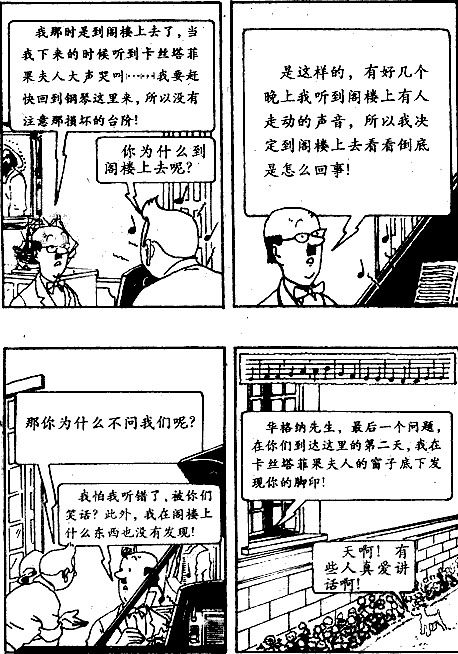 我那时是到阁楼上去了,当
我下来的时候听到卡丝塔菲
果夫人大声哭叫……我要赶
快回到钢琴这里来,所以没有
注意那损坏的台阶!
你为什么到
阁楼上去呢?
是这样的,有好几个
晚上我听到阁楼上有人
走动的声音,所以我决
定到阁楼上去看看倒底
是怎么回事!
那你为什么不问我们呢?
我怕我听错了,被你们
笑话?此外,我在阁楼上
什么东西也没有发现!
华格纳先生,最后一个问题,
在你们到达这里的第二天,我在
卡丝塔菲果夫人的窗子底下发
现你的脚印!
天啊!有
些人真爱讲
话啊!